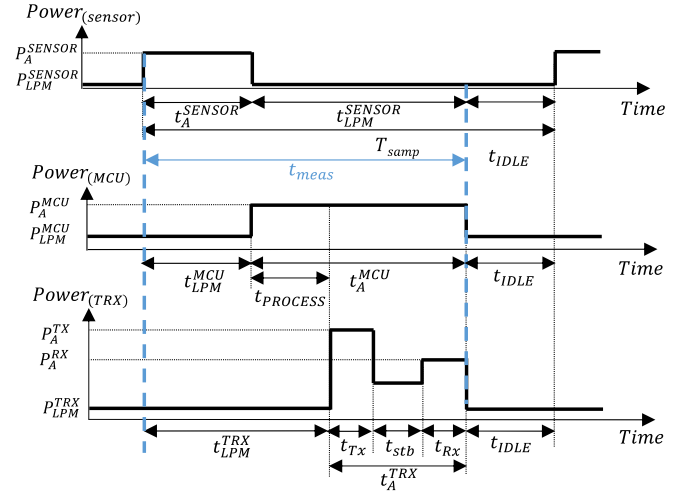 Power(sensor)
P_A^SENSOR
P_LPM^SENSOR
t_A^SENSOR
t_LPM^SENSOR
Time
T_samp
t_IDLE
t_meas
Power(MCU)
P_A^MCU
P_LPM^MCU
t_LPM^MCU
t_A^MCU
t_IDLE
Time
t_PROCESS
Power(TRX)
P_A^TX
P_A^RX
P_LPM^TRX
t_LPM^TRX
t_Tx
t_stb
t_Rx
t_IDLE
Time
t_A^TRX